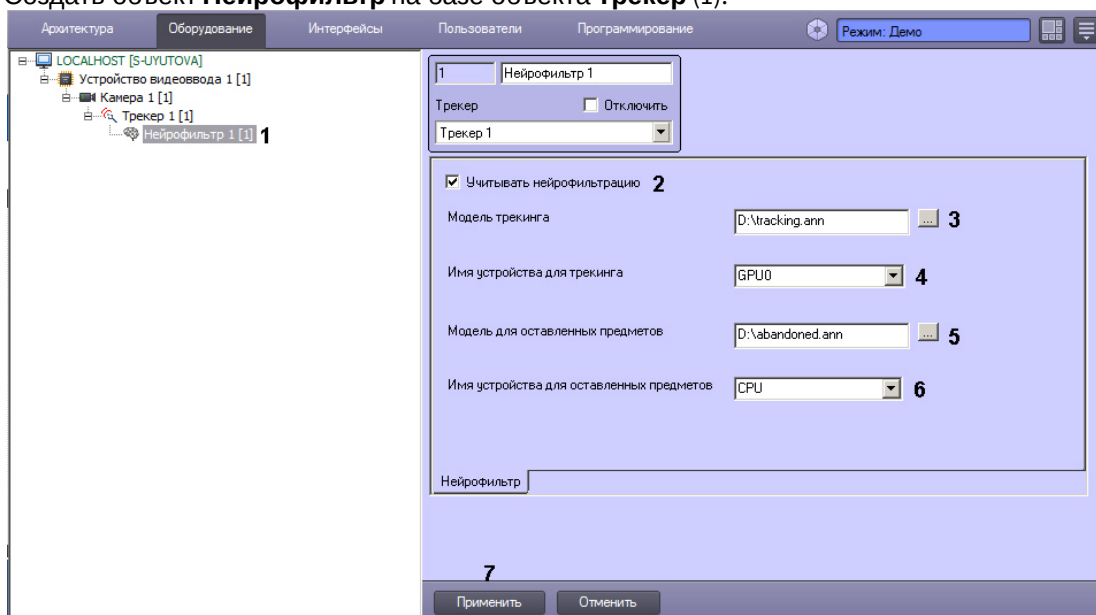 Создать объект Нейрофильтр на базе объекта Трекер (1).
Архитектура Оборудование Интерфейсы Пользователи Программирование Режим: Демо
LOCALHOST [S-UYUTOVA]
Устройство видеоввода 1 [1]
Камера 1 [1]
Трекер 1 [1]
Нейрофильтр 1 [1] 1
1 Нейрофильтр 1
Трекер Отключить
Трекер 1
Учитывать нейрофильтрацию 2
Модель трекинга D:\tracking.ann ... 3
Имя устройства для трекинга GPU0 4
Модель для оставленных предметов D:\abandoned.ann ... 5
Имя устройства для оставленных предметов CPU 6
Нейрофильтр
7
Применить Отменить